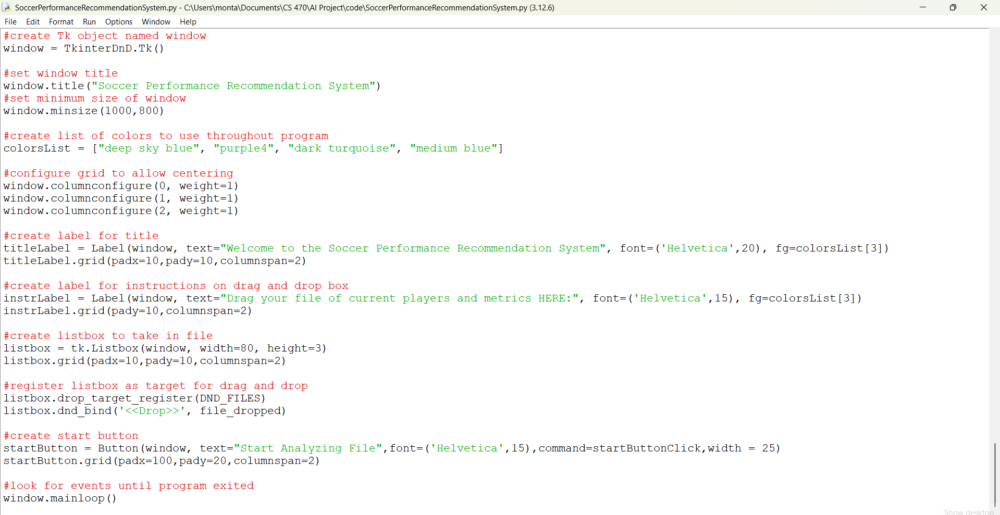 SoccerPerformanceRecommendationSystem.py - C:\Users\monta\Documents\CS 470\AI Project\code\SoccerPerformanceRecommendationSystem.py (3.12.6)
File Edit Format Run Options Window Help
#create Tk object named window
window = TkinterDnD.Tk()

#set window title
window.title("Soccer Performance Recommendation System")
#set minimum size of window
window.minsize(1000,800)

#create list of colors to use throughout program
colorsList = ["deep sky blue", "purple4", "dark turquoise", "medium blue"]

#configure grid to allow centering
window.columnconfigure(0, weight=1)
window.columnconfigure(1, weight=1)
window.columnconfigure(2, weight=1)

#create label for title
titleLabel = Label(window, text="Welcome to the Soccer Performance Recommendation System", font=('Helvetica',20), fg=colorsList[3])
titleLabel.grid(padx=10,pady=10,columnspan=2)

#create label for instructions on drag and drop box
instrLabel = Label(window, text="Drag your file of current players and metrics HERE:", font=('Helvetica',15), fg=colorsList[3])
instrLabel.grid(pady=10,columnspan=2)

#create listbox to take in file
listbox = tk.Listbox(window, width=80, height=3)
listbox.grid(padx=10,pady=10,columnspan=2)

#register listbox as target for drag and drop
listbox.drop_target_register(DND_FILES)
listbox.dnd_bind('<<Drop>>', file_dropped)

#create start button
startButton = Button(window, text="Start Analyzing File",font=('Helvetica',15),command=startButtonClick,width = 25)
startButton.grid(padx=100,pady=20,columnspan=2)

#look for events until program exited
window.mainloop()
Show desktop